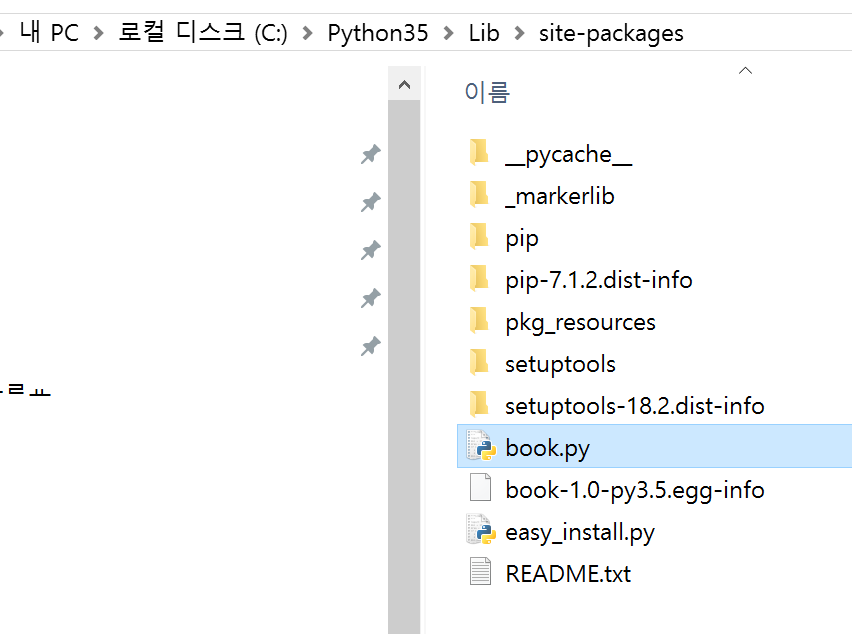 내 PC > 로컬 디스크 (C:) > Python35 > Lib > site-packages
이름
__pycache__
_markerlib
pip
pip-7.1.2.dist-info
pkg_resources
setuptools
setuptools-18.2.dist-info
book.py
book-1.0-py3.5.egg-info
easy_install.py
README.txt